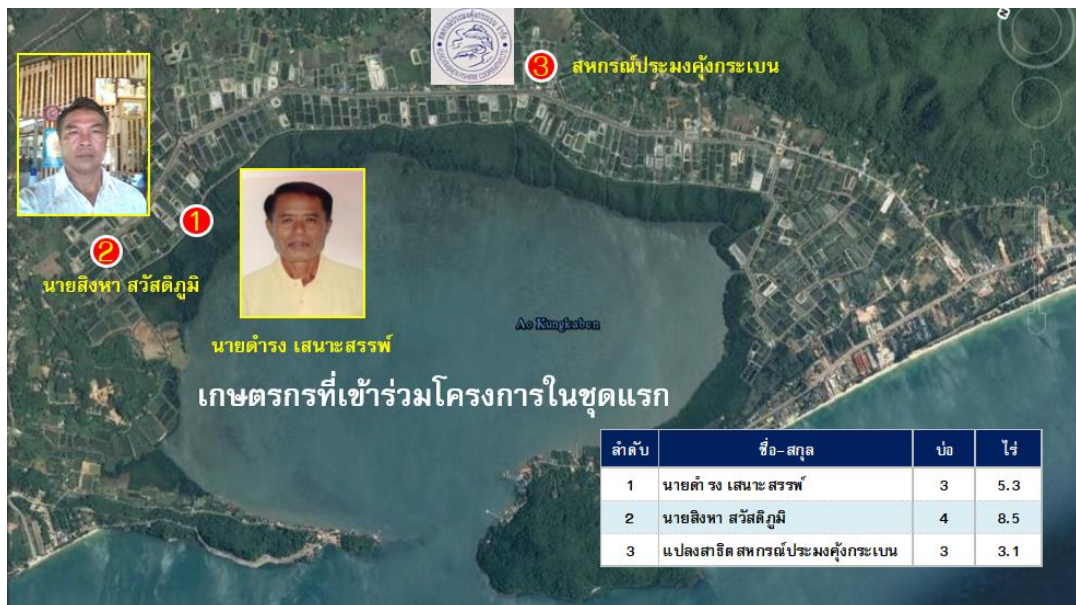 3 สหกรณ์ประมงคุ้งกระเบน
1
2
นายสิงหา สวัสดิภูมิ
Ao Kungkaben
นายดำรง เสนาะสรรพ์
เกษตรกรที่เข้าร่วมโครงการในชุดแรก
ลำดับ ชื่อ-สกุล บ่อ ไร่
1 นายดำ รง เสนาะ สรรพ์ 3 5.3
2 นายสิงหา สวัสดิภูมิ 4 8.5
3 แปลงสาธิต สหกรณ์ประมงคุ้งกระเบน 3 3.1